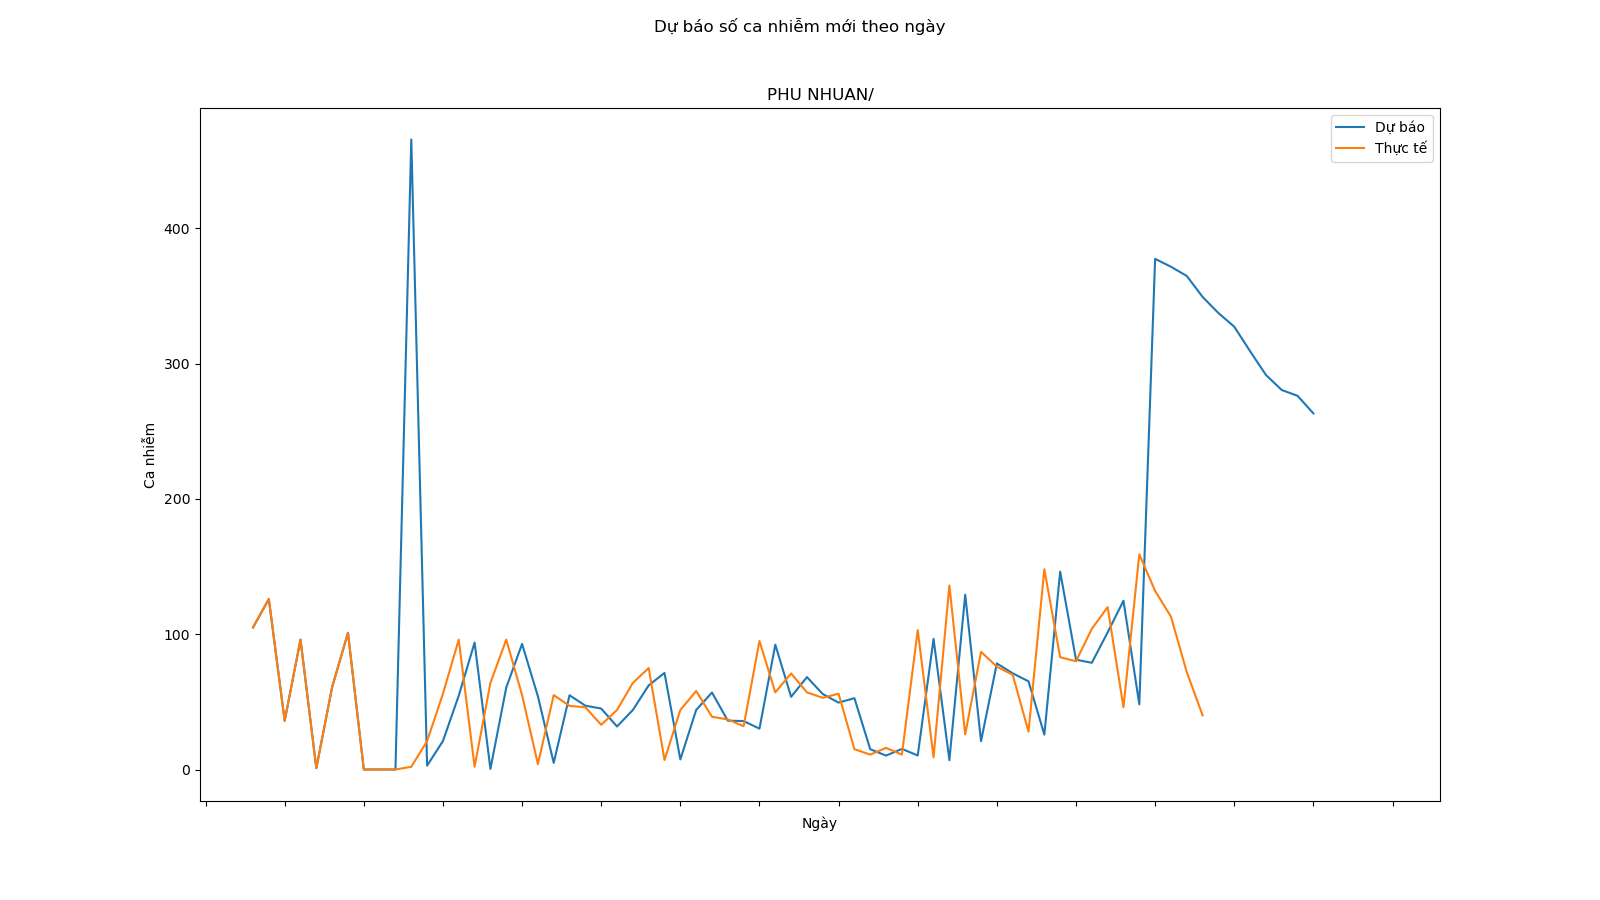 Dự báo số ca nhiễm mới theo ngày
PHU NHUAN/
Dự báo
Thực tế
400
300
200
100
0
Ca nhiễm
Ngày